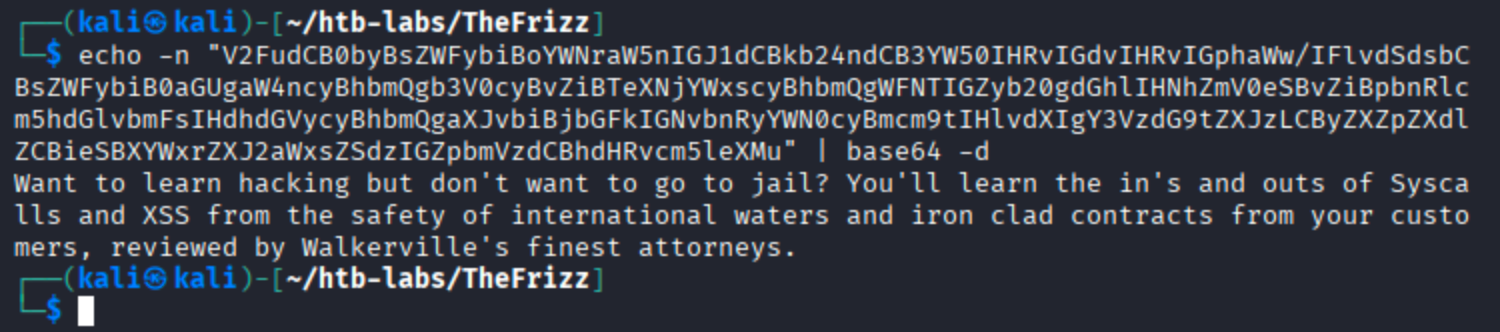 ┌──(kali㉿kali)-[~/htb-labs/TheFrizz]
└─$ echo -n "V2FudCB0byBsZWFybiBoYWNraW5nIGJ1dCBkb24ndCB3YW50IHRvIGdvIHRvIGphaWw/IFlvdSdsbC
BsZWFybiB0aGUgaW4ncyBhbmQgb3V0cyBvZiBTeXNjYWxscyBhbmQgWFNTIGZyb20gdGhlIHNhZmV0eSBvZiBpbnRlc
m5hdGlvbmFsIHdhdGVycyBhbmQgaXJvbiBjbGFkIGNvbnRyYWN0cyBmcm9tIHlvdXIgY3VzdG9tZXJzLCByZXZpZXdl
ZCBieSBXYWxrZXJ2aWxsZSdzIGZpbmVzdCBhdHRvcm5leXMu" | base64 -d
Want to learn hacking but don't want to go to jail? You'll learn the in's and outs of Sysca
lls and XSS from the safety of international waters and iron clad contracts from your custo
mers, reviewed by Walkerville's finest attorneys.
┌──(kali㉿kali)-[~/htb-labs/TheFrizz]
└─$